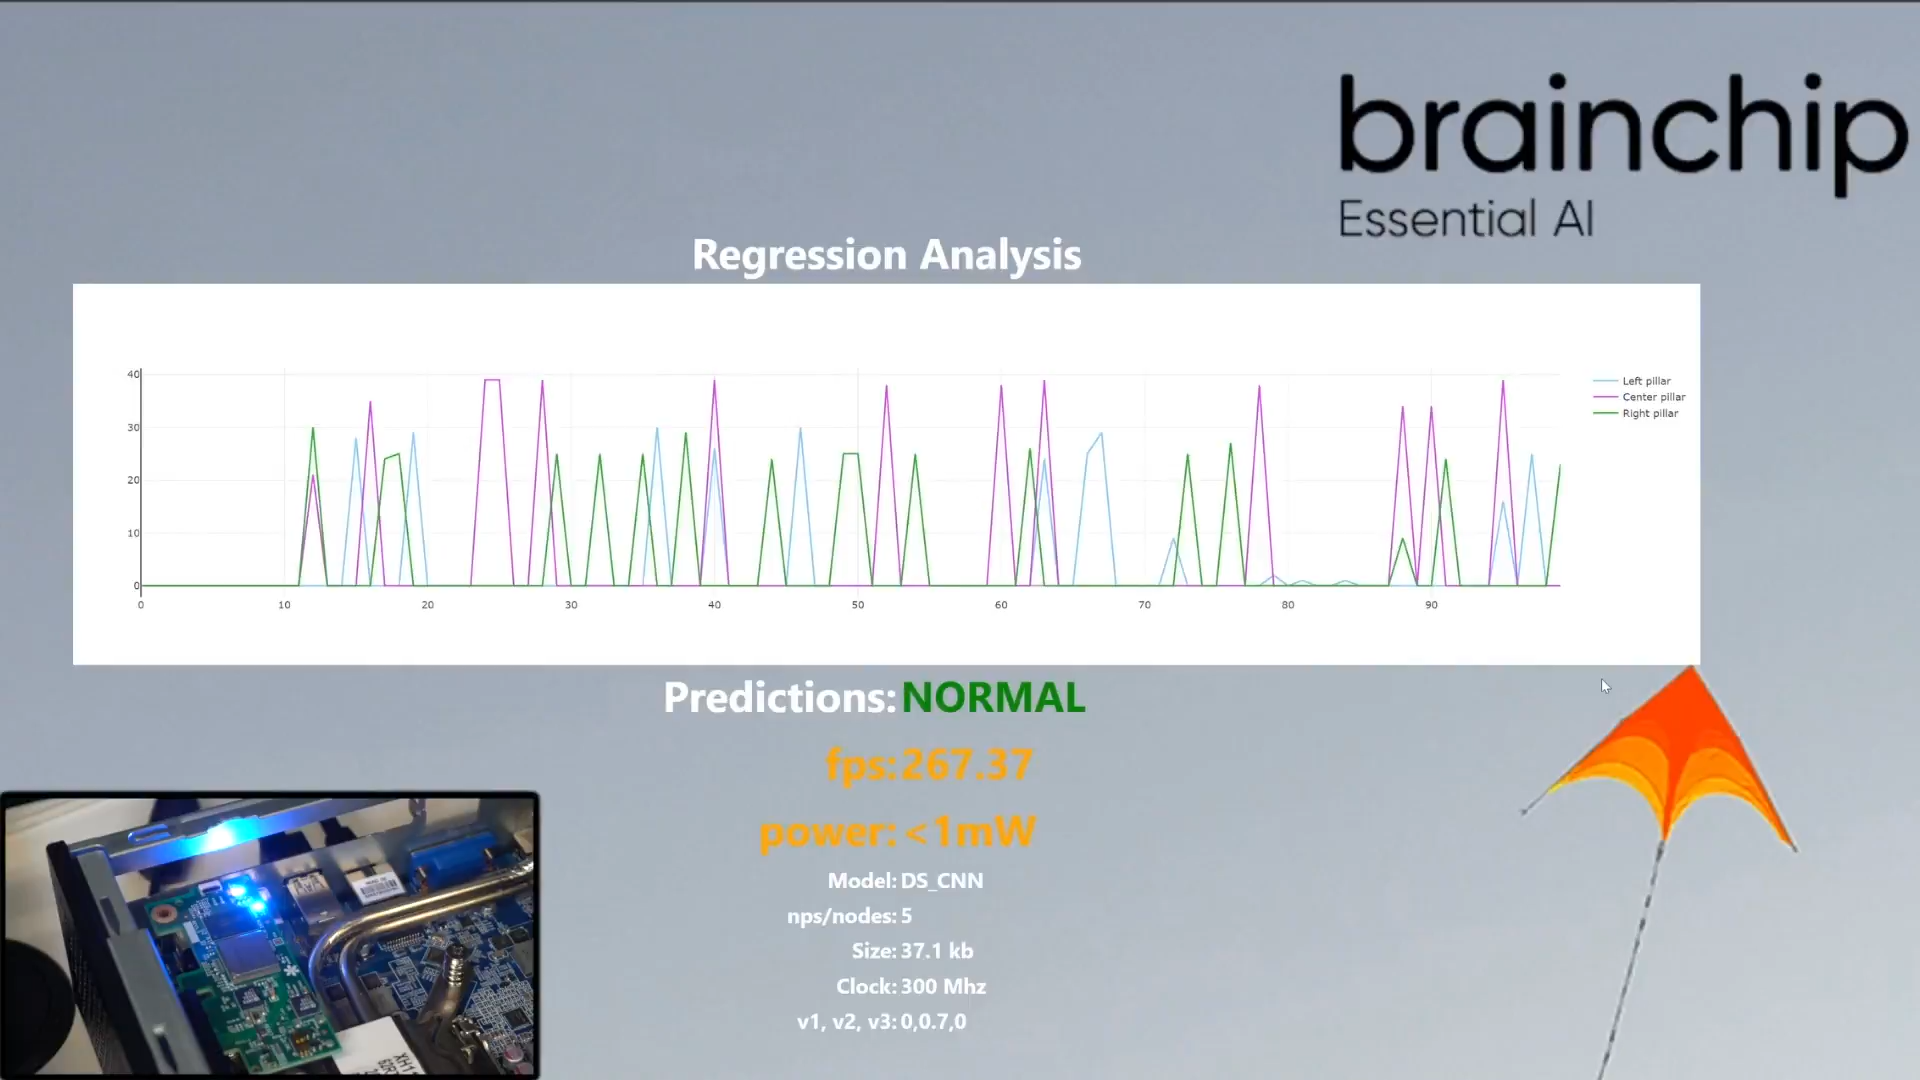 brainchip
Essential AI
Regression Analysis
40
30
20
10
0
0 10 20 30 40 50 60 70 80 90
Left pillar
Center pillar
Right pillar
Predictions: NORMAL
fps: 267.37
power: <1mW
Model: DS_CNN
nps/nodes: 5
Size: 37.1 kb
Clock: 300 Mhz
v1, v2, v3: 0,0.7,0